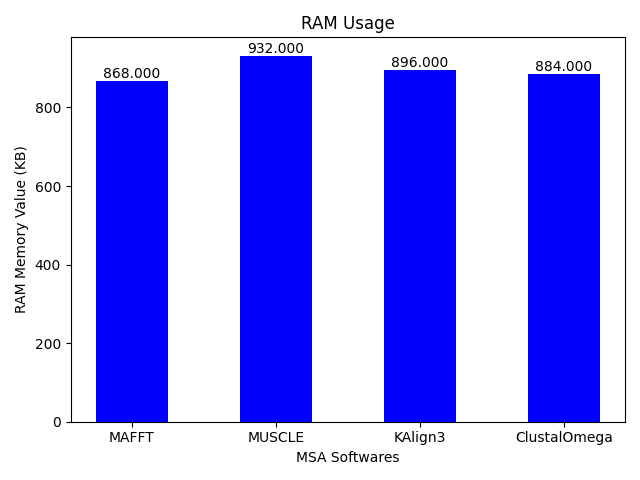 RAM Usage
868.000
932.000
896.000
884.000
RAM Memory Value (KB)
800
600
400
200
0
MAFFT MUSCLE KAlign3 ClustalOmega
MSA Softwares